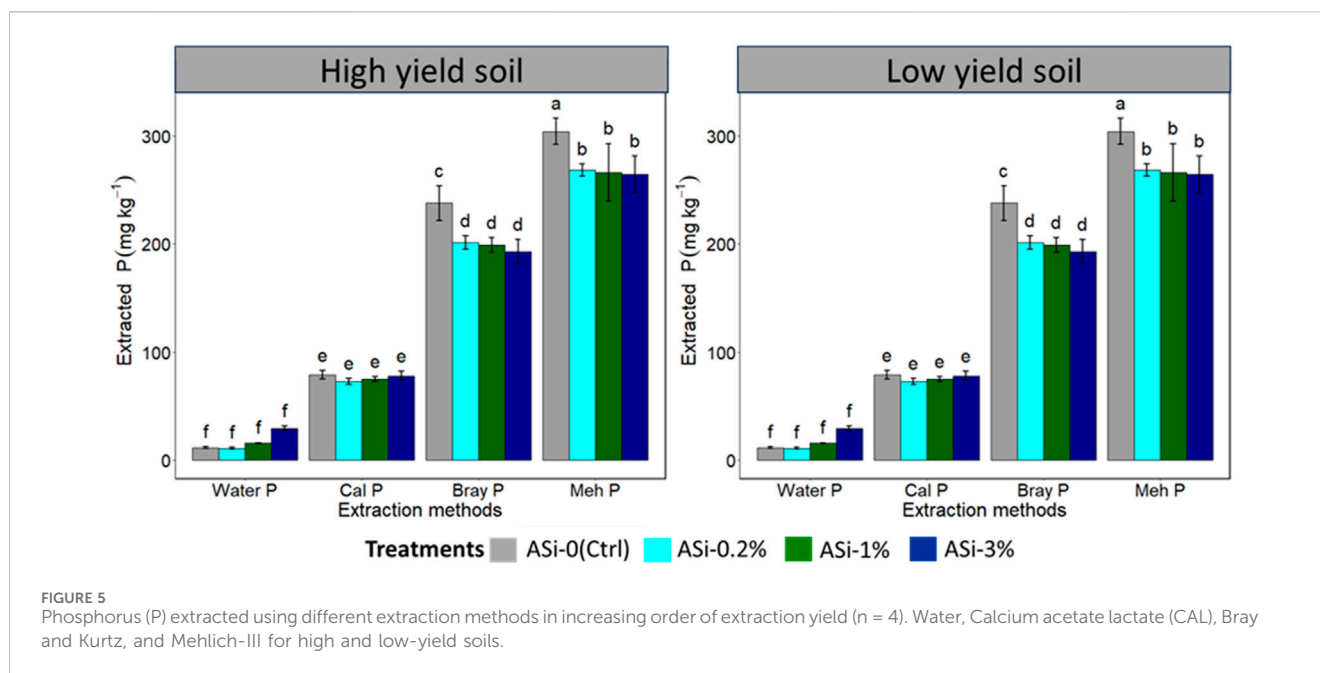 High yield soil
Low yield soil
Extracted P (mg kg⁻¹)
300
200
100
0
f f f f
e e e e
c d d d
a b b b
Water P Cal P Bray P Meh P
Extraction methods
Extracted P (mg kg⁻¹)
300
200
100
0
f f f f
e e e e
c d d d
a b b b
Water P Cal P Bray P Meh P
Extraction methods
Treatments ASi-0(Ctrl) ASi-0.2% ASi-1% ASi-3%
FIGURE 5
Phosphorus (P) extracted using different extraction methods in increasing order of extraction yield (n = 4). Water, Calcium acetate lactate (CAL), Bray
and Kurtz, and Mehlich-III for high and low-yield soils.